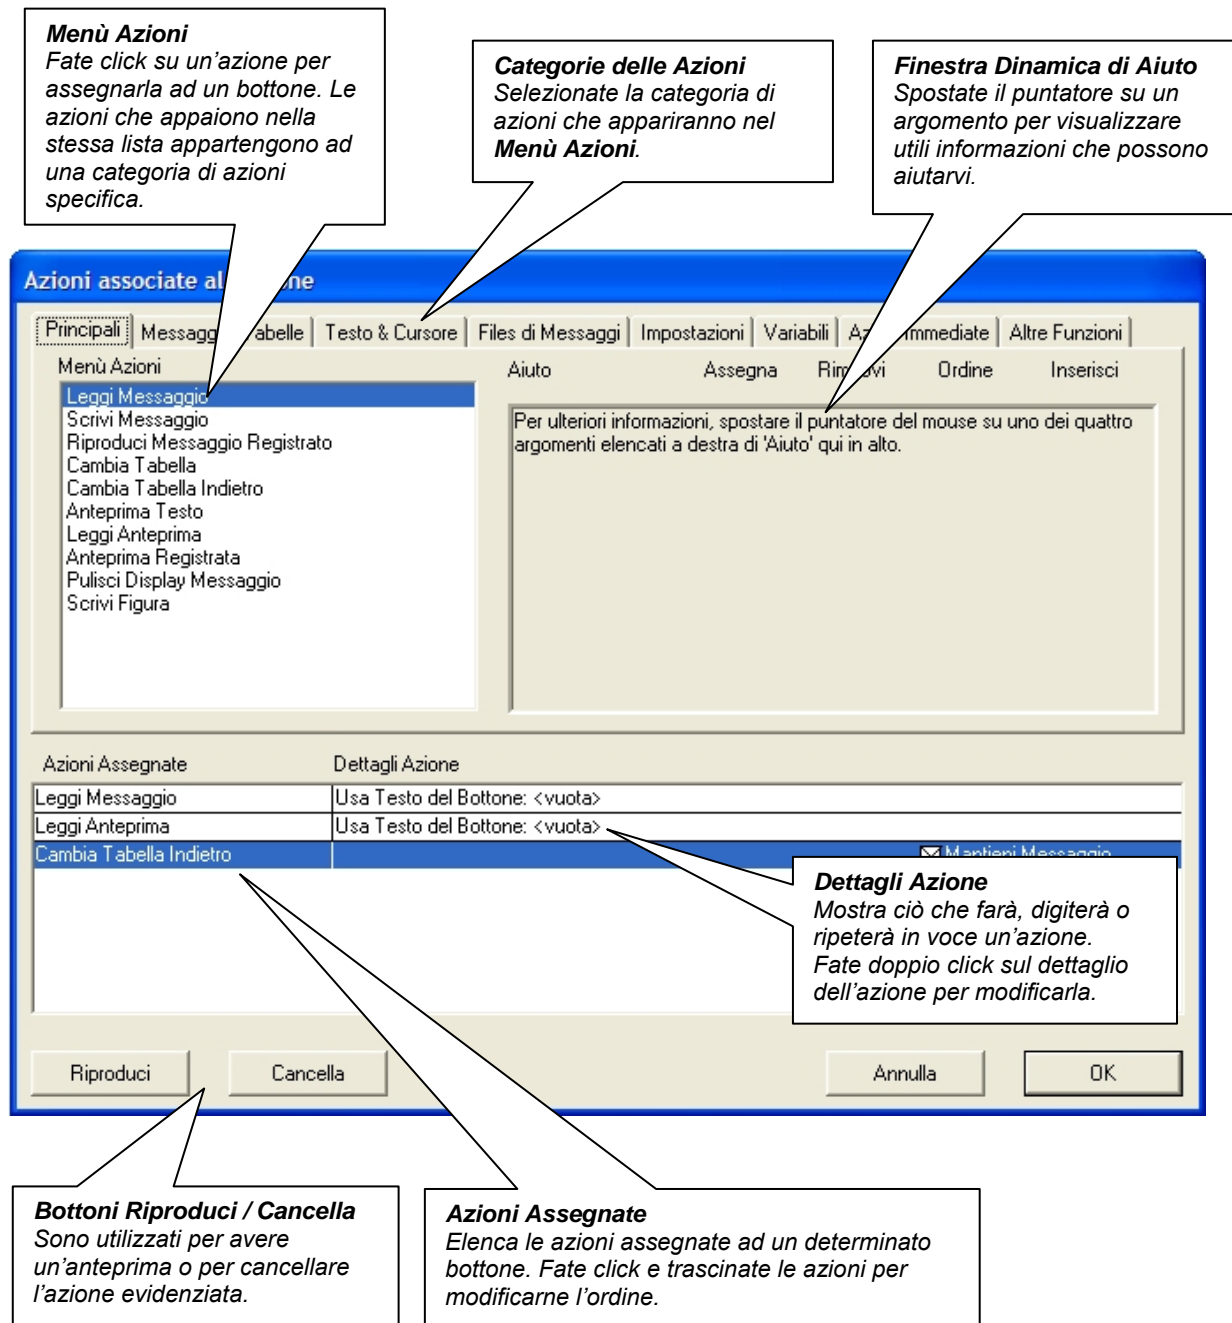 Menù Azioni
Fate click su un'azione per
assegnarla ad un bottone. Le
azioni che appaiono nella
stessa lista appartengono ad
una categoria di azioni
specifica.
Categorie delle Azioni
Selezionate la categoria di
azioni che appariranno nel
Menù Azioni.
Finestra Dinamica di Aiuto
Spostate il puntatore su un
argomento per visualizzare
utili informazioni che possono
aiutarvi.
Azioni associate al
Principali
Testo & Cursore
Files di Messaggi
Impostazioni
Variabili
Altre Funzioni
Menù Azioni
Leggi Messaggio
Scrivi Messaggio
Riproduci Messaggio Registrato
Cambia Tabella
Cambia Tabella Indietro
Anteprima Testo
Leggi Anteprima
Anteprima Registrata
Pulisci Display Messaggio
Scrivi Figura
Aiuto Assegna Rimuovi Ordine Inserisci
Per ulteriori informazioni, spostare il puntatore del mouse su uno dei quattro
argomenti elencati a destra di 'Aiuto' qui in alto.
Azioni Assegnate Dettagli Azione
Leggi Messaggio Usa Testo del Bottone: <vuota>
Leggi Anteprima Usa Testo del Bottone: <vuota>
Cambia Tabella Indietro Mantieni Messaggio
Dettagli Azione
Mostra ciò che farà, digiterà o
ripeterà in voce un'azione.
Fate doppio click sul dettaglio
dell'azione per modificarla.
Riproduci Cancella Annulla OK
Bottoni Riproduci / Cancella
Sono utilizzati per avere
un'anteprima o per cancellare
l'azione evidenziata.
Azioni Assegnate
Elenca le azioni assegnate ad un determinato
bottone. Fate click e trascinate le azioni per
modificarne l'ordine.